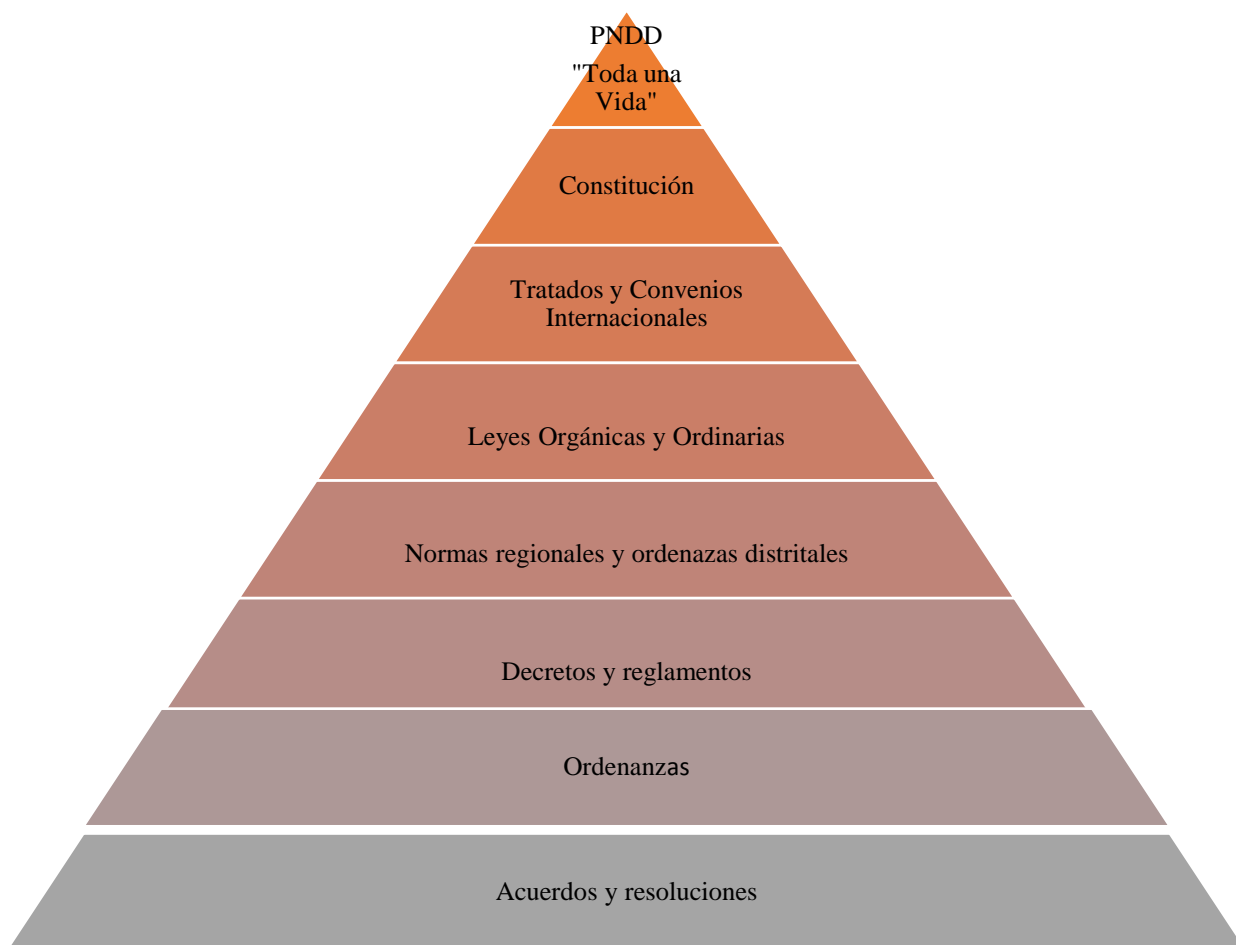 PNDD
"Toda una
Vida"
Constitución
Tratados y Convenios
Internacionales
Leyes Orgánicas y Ordinarias
Normas regionales y ordenazas distritales
Decretos y reglamentos
Ordenanzas
Acuerdos y resoluciones